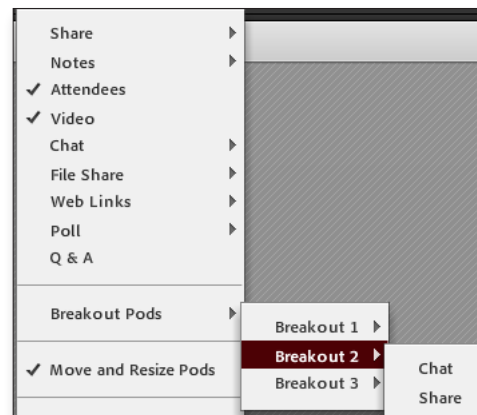 Share
Notes
Attendees
Video
Chat
File Share
Web Links
Poll
Q & A
Breakout Pods
Move and Resize Pods
Breakout 1
Breakout 2
Breakout 3
Chat
Share